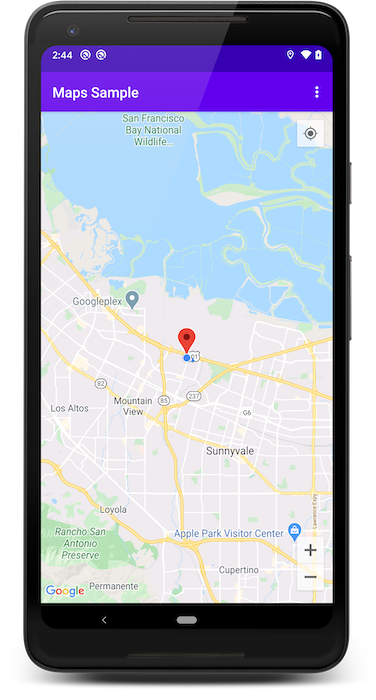 2:44
Maps Sample
San Francisco
Bay National
Wildlife...
Googleplex
101
82
Mountain
View
Los Altos
85
237
G6
Sunnyvale
Lawrence Expy
Loyola
Apple Park Visitor Center
Rancho San
Antonio
Preserve
Cupertino
Permanente
Google